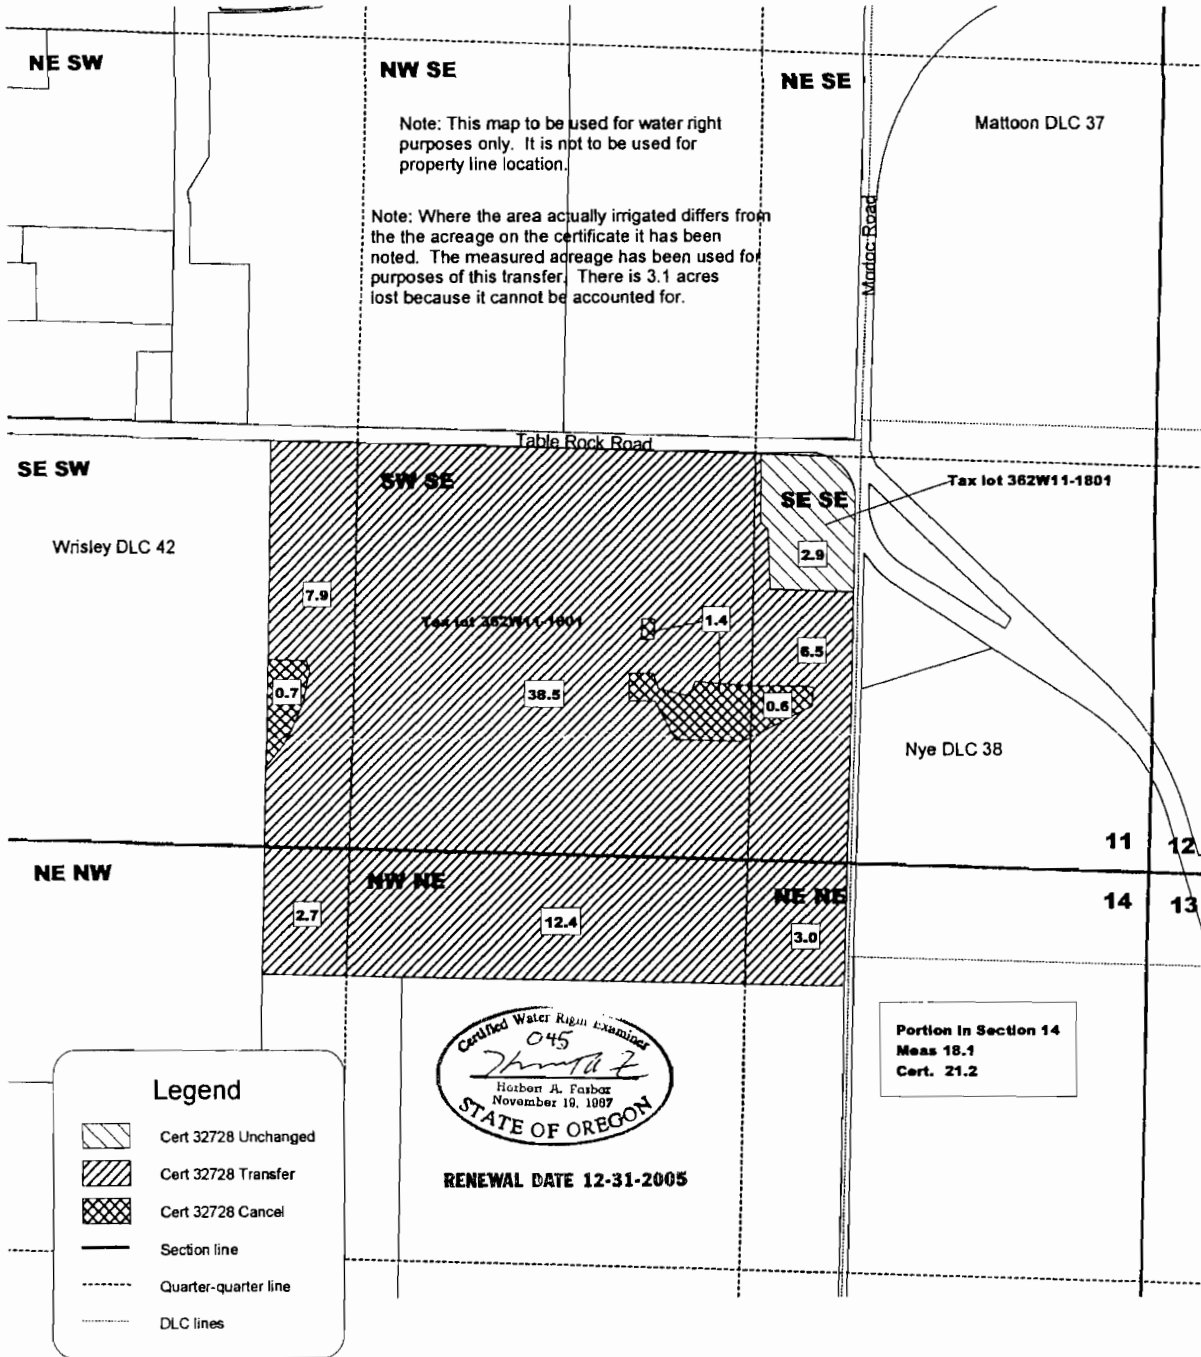 NE SW
NW SE
NE SE
Mattoon DLC 37
Note: This map to be used for water right
purposes only. It is not to be used for
property line location.
Note: Where the area actually irrigated differs from
the the acreage on the certificate it has been
noted. The measured acreage has been used for
purposes of this transfer. There is 3.1 acres
lost because it cannot be accounted for.
Modoc Road
Table Rock Road
SE SW
SW SE
SE SE
Tax lot 362W11-1801
Wrisley DLC 42
2.9
7.9
Tax lot 362W11-1801
1.4
6.5
0.7
38.5
0.6
Nye DLC 38
11
12
NE NW
NW NE
NE NE
14
13
2.7
12.4
3.0
Certified Water Right Examiner
045
Herbert A. Farber
November 19, 1987
STATE OF OREGON
RENEWAL DATE 12-31-2005
Portion in Section 14
Meas 18.1
Cert. 21.2
Legend
Cert 32728 Unchanged
Cert 32728 Transfer
Cert 32728 Cancel
Section line
Quarter-quarter line
DLC lines